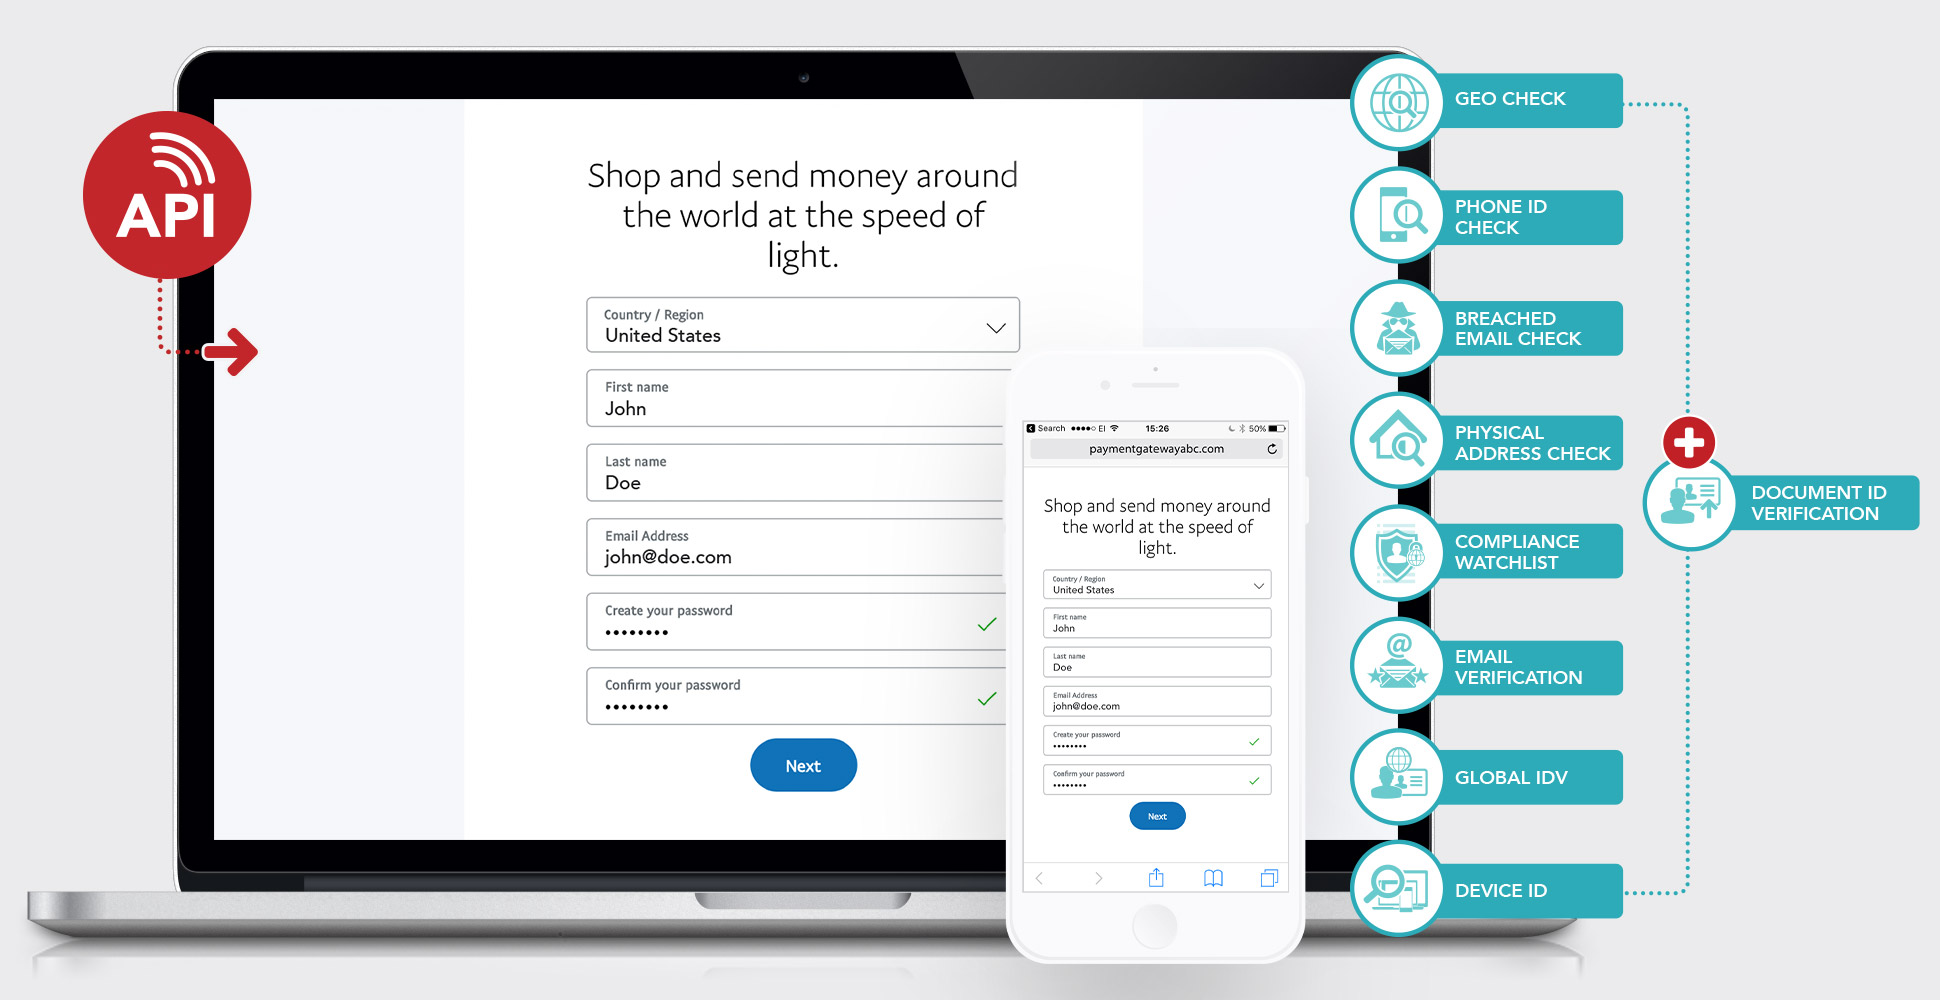 API
Shop and send money around
the world at the speed of
light.
Country / Region
United States
First name
John
Last name
Doe
Email Address
john@doe.com
Create your password
••••••••
Confirm your password
••••••••
Next
Search ●●●●○ EI 15:26 50%
paymentgatewayabc.com
Shop and send money around
the world at the speed of
light.
Country / Region
United States
First name
John
Last name
Doe
Email Address
john@doe.com
Create your password
••••••••
Confirm your password
••••••••
Next
GEO CHECK
PHONE ID
CHECK
BREACHED
EMAIL CHECK
PHYSICAL
ADDRESS CHECK
COMPLIANCE
WATCHLIST
@
EMAIL
VERIFICATION
GLOBAL IDV
DEVICE ID
DOCUMENT ID
VERIFICATION